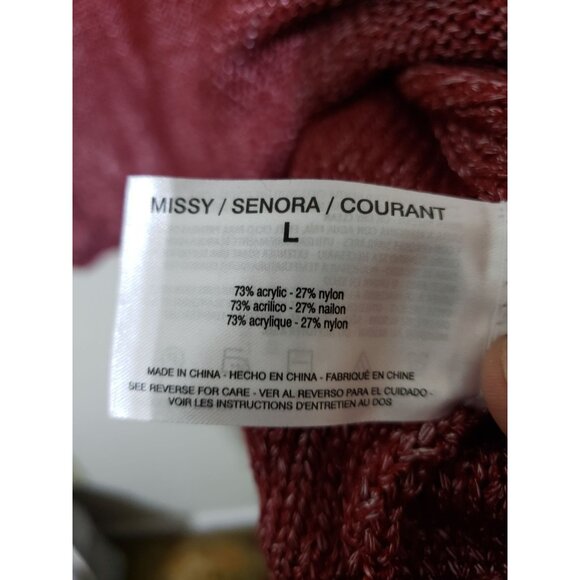 MISSY / SENORA / COURANT
L
73% acrylic - 27% nylon
73% acrilico - 27% nailon
73% acrylique - 27% nylon
MADE IN CHINA - HECHO EN CHINA - FABRIQUÉ EN CHINE
SEE REVERSE FOR CARE - VER AL REVERSO PARA EL CUIDADO -
VOIR LES INSTRUCTIONS D'ENTRETIEN AU DOS